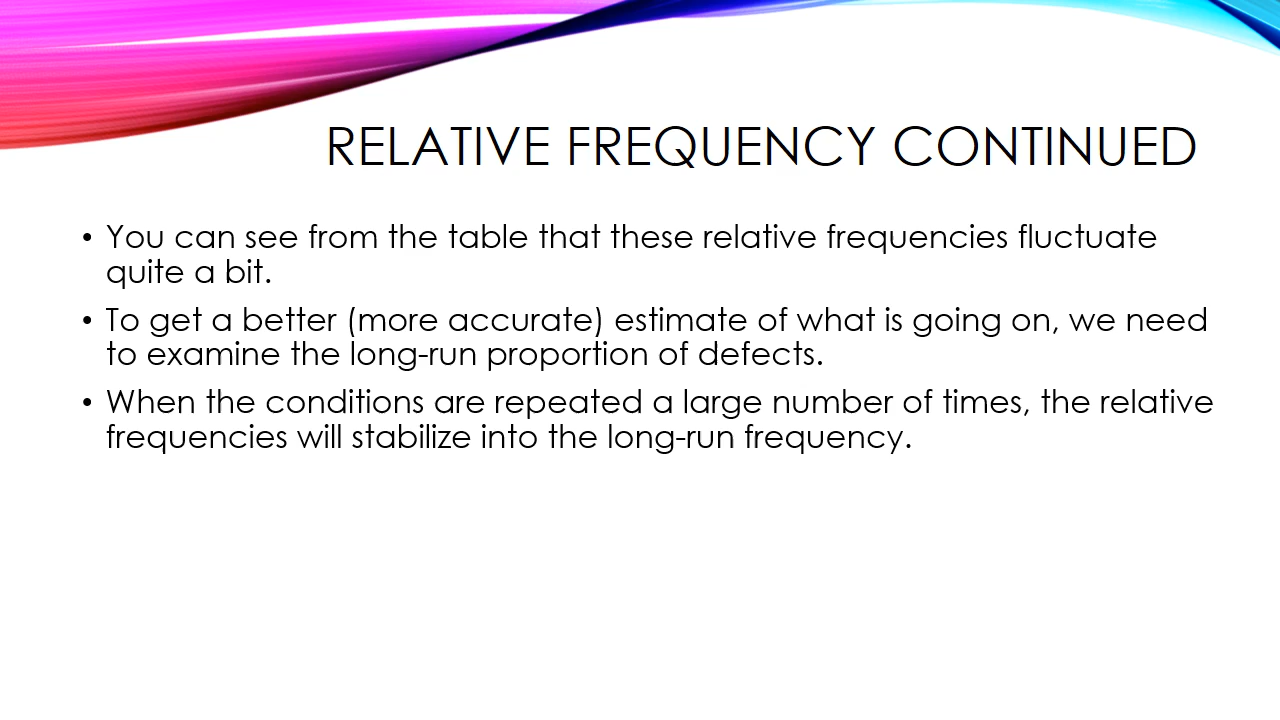 RELATIVE FREQUENCY CONTINUED
• You can see from the table that these relative frequencies fluctuate
quite a bit.
• To get a better (more accurate) estimate of what is going on, we need
to examine the long-run proportion of defects.
• When the conditions are repeated a large number of times, the relative
frequencies will stabilize into the long-run frequency.